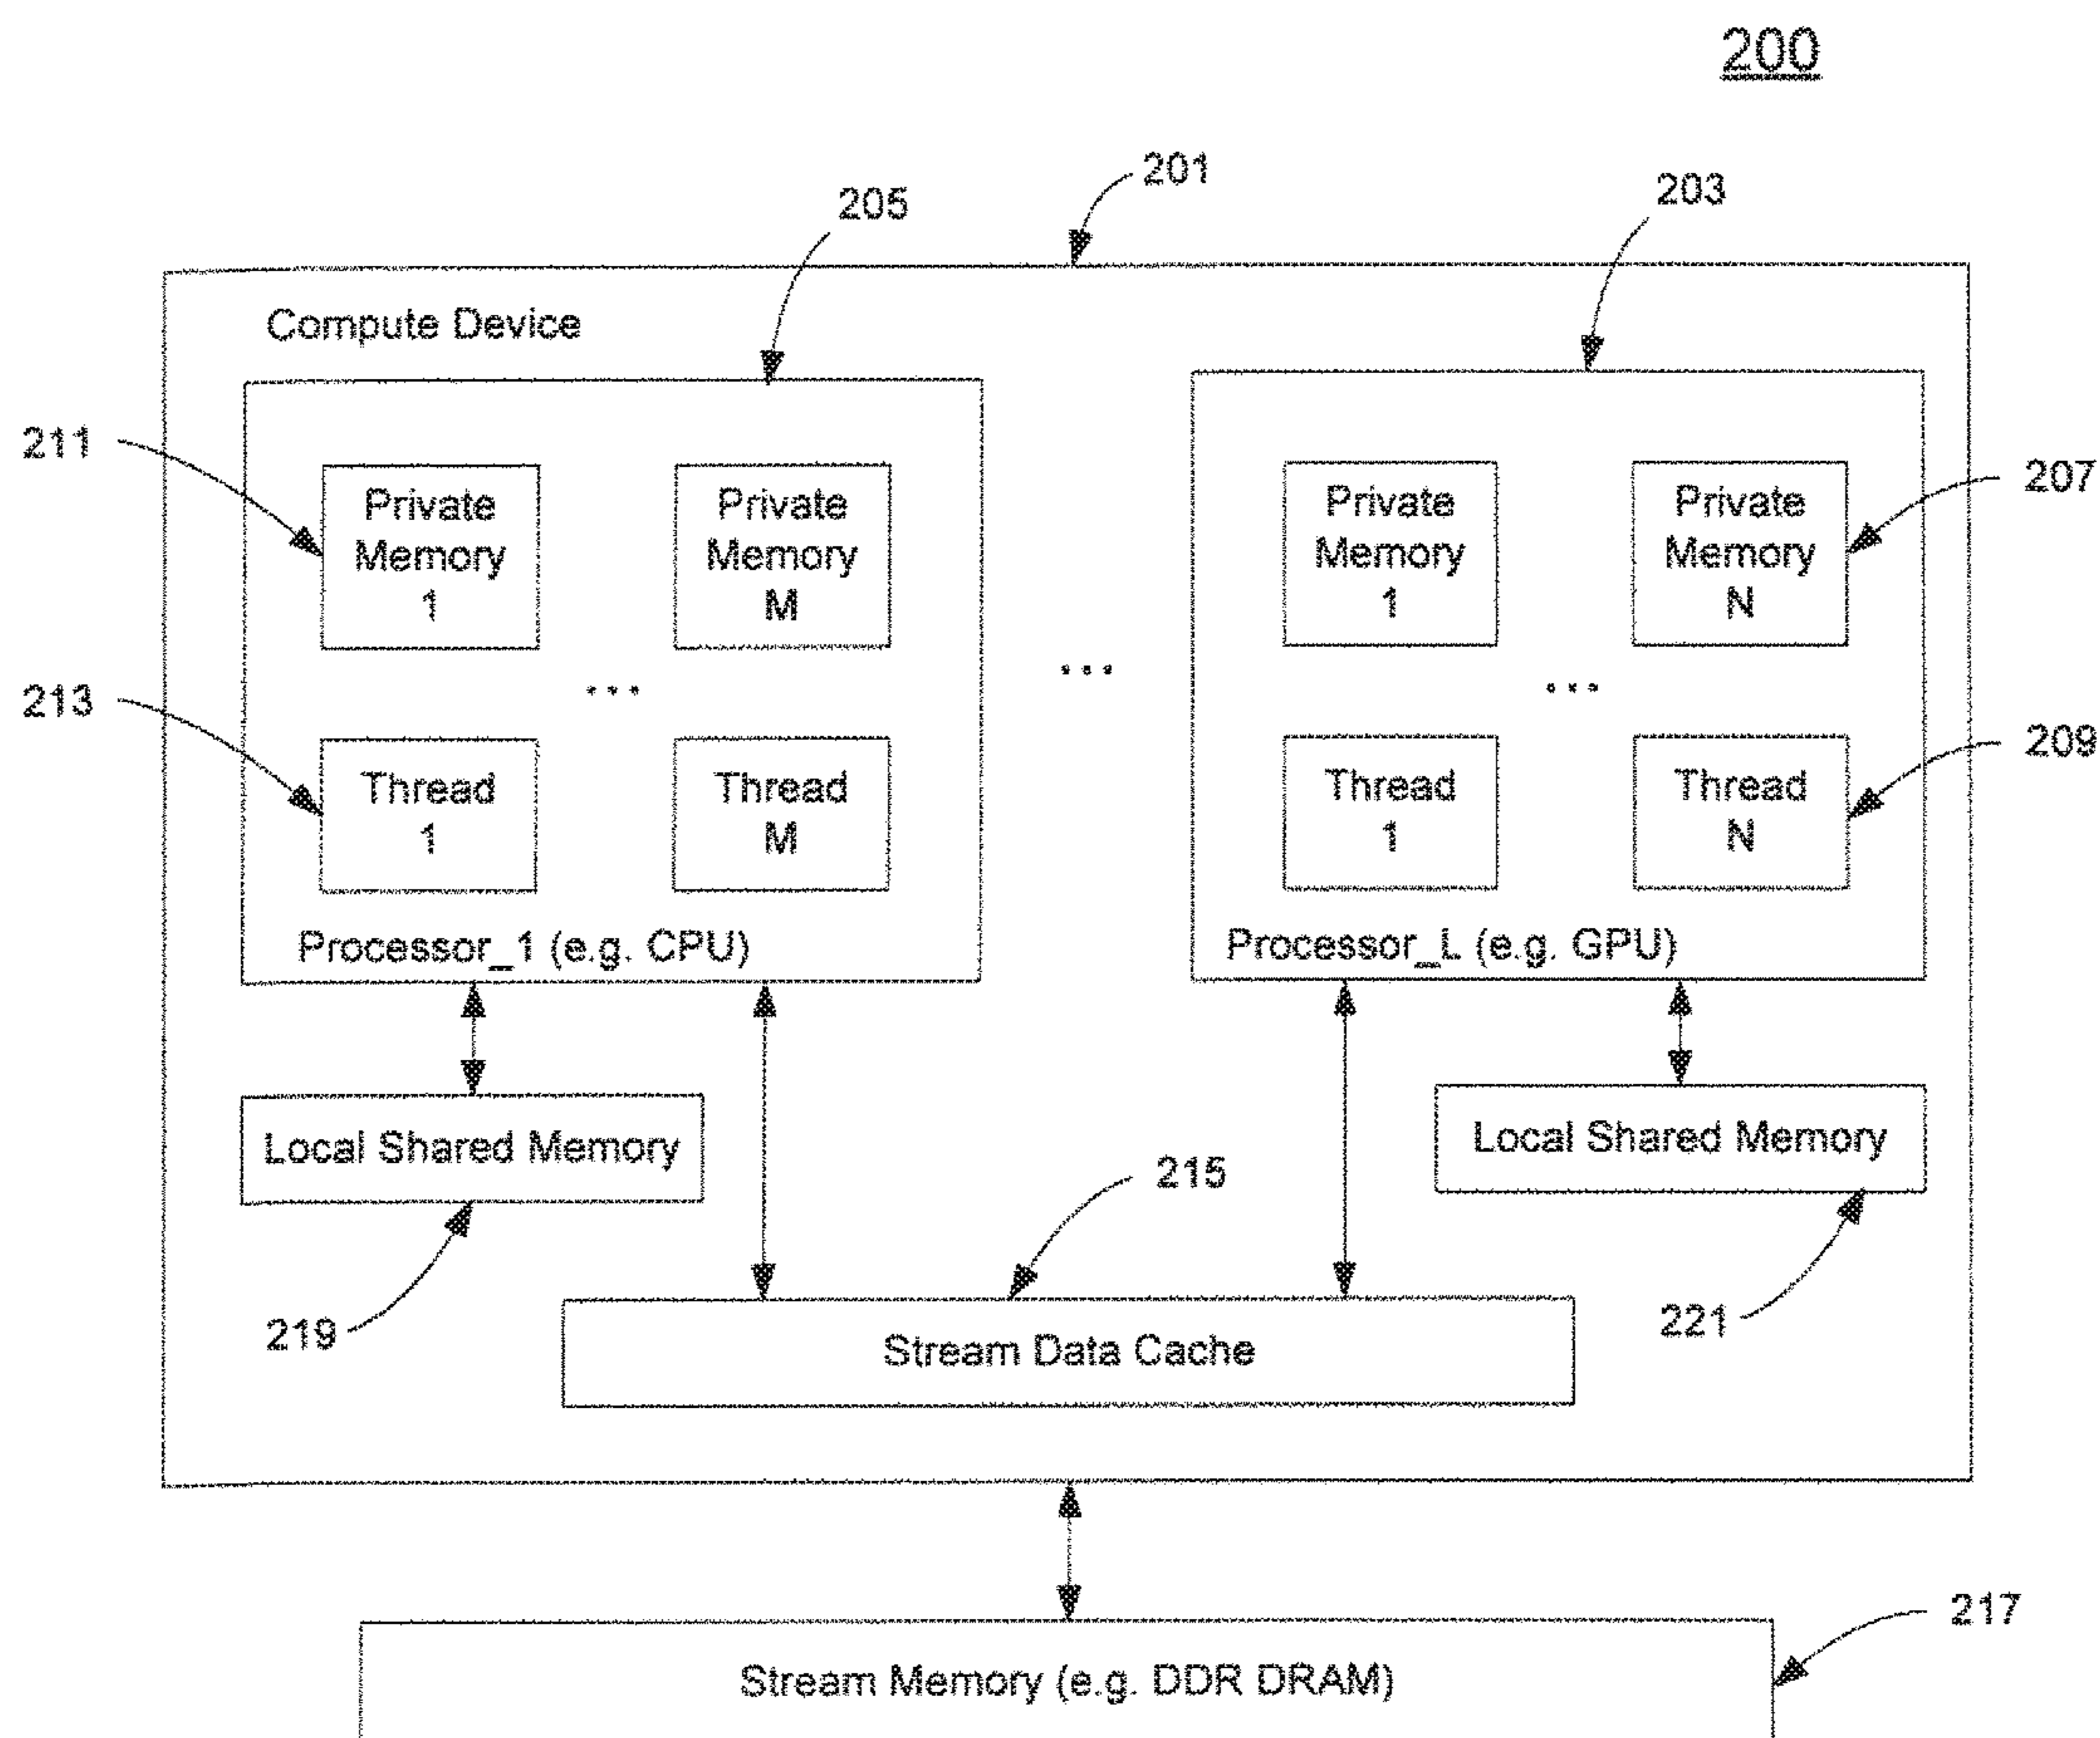 200
201
203
205
Compute Device
211
Private
Memory
1
Private
Memory
M
Private
Memory
1
Private
Memory
N
207
...
...
...
213
Thread
1
Thread
M
Thread
1
Thread
N
209
Processor_1 (e.g. CPU)
Processor_L (e.g. GPU)
Local Shared Memory
Local Shared Memory
215
219
221
Stream Data Cache
217
Stream Memory (e.g. DDR DRAM)